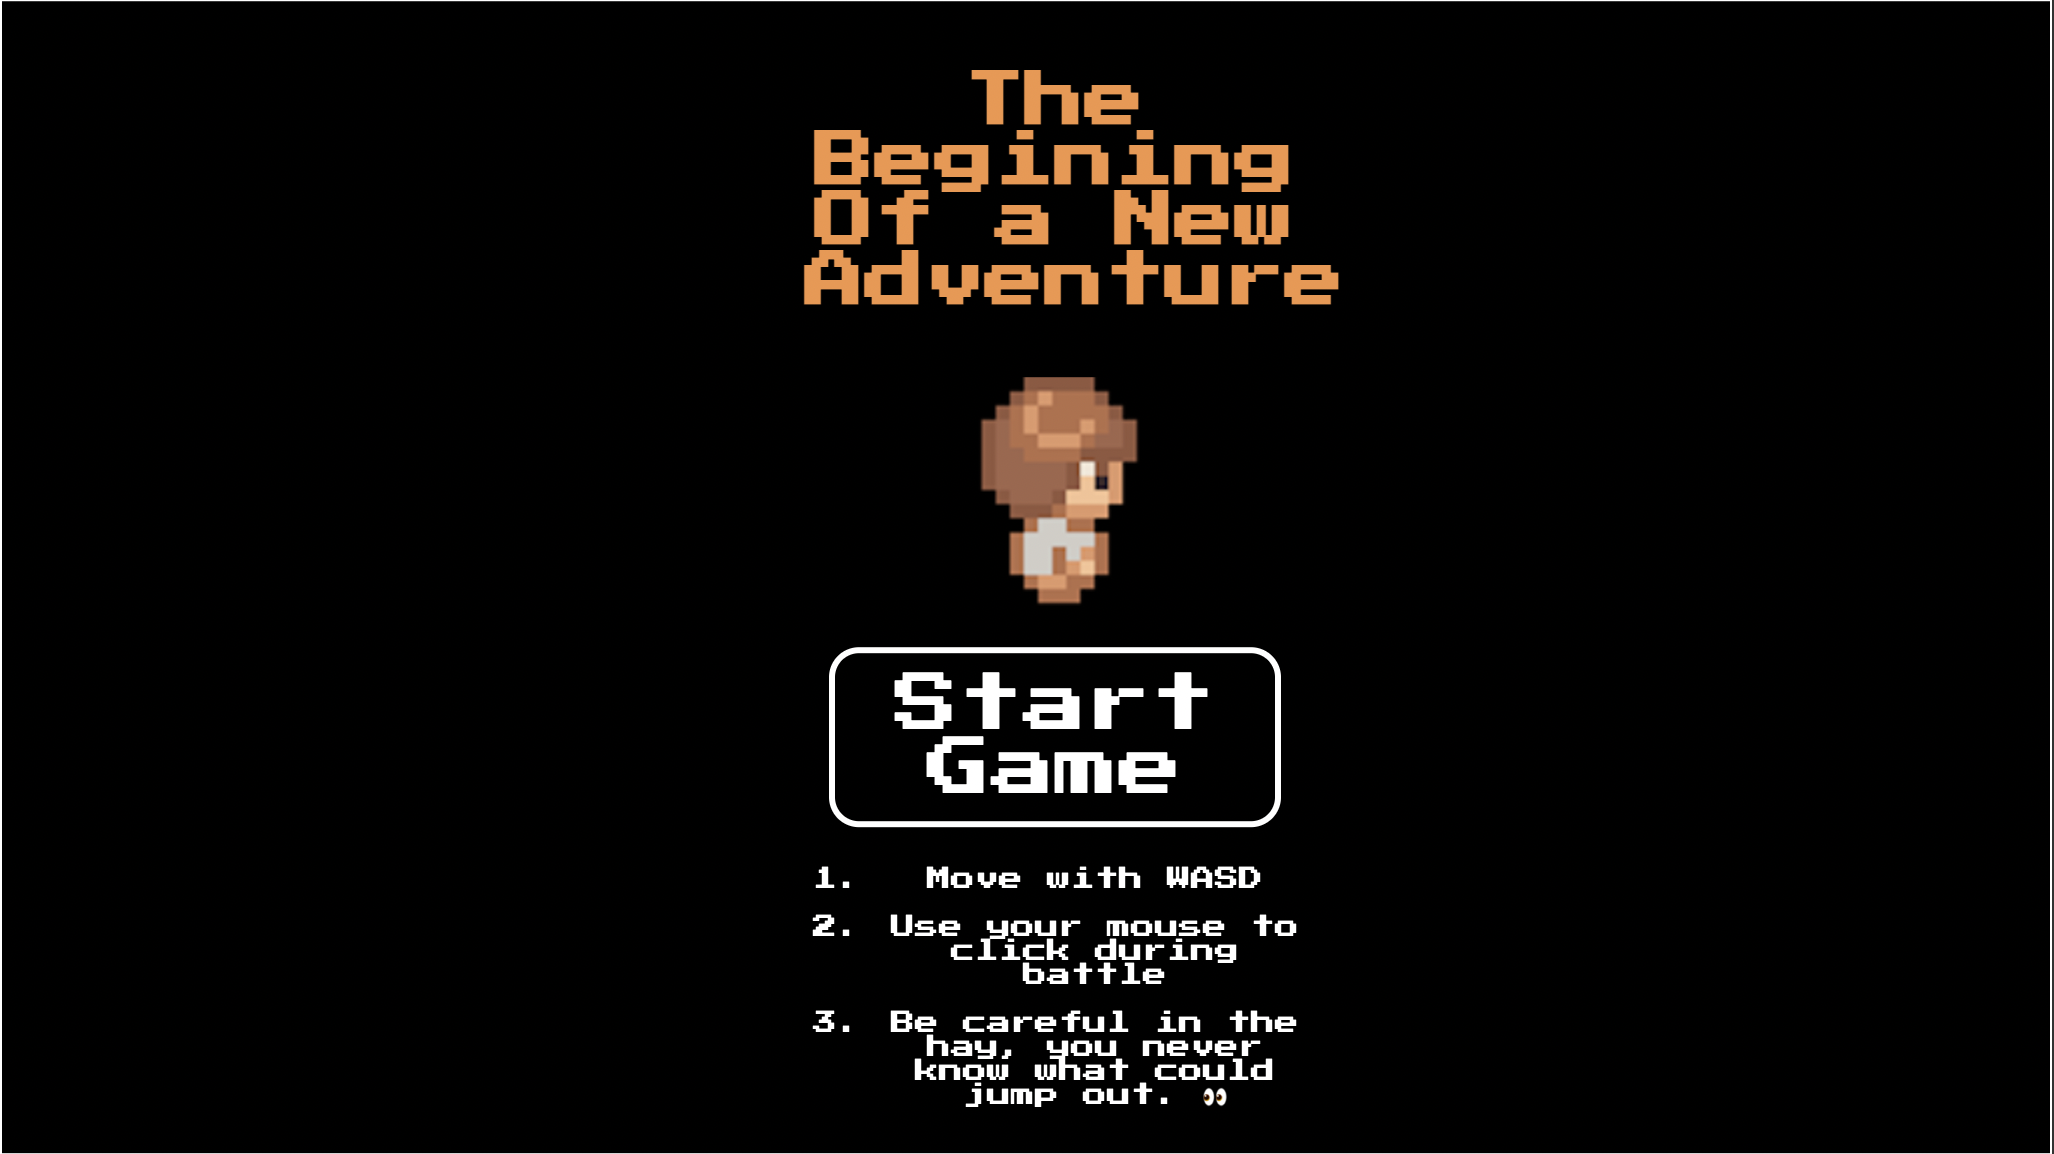 The
Begining
Of a New
Adventure
Start
Game
1. Move with WASD
2. Use your mouse to
click during
battle
3. Be careful in the
hay, you never
know what could
jump out. 👀